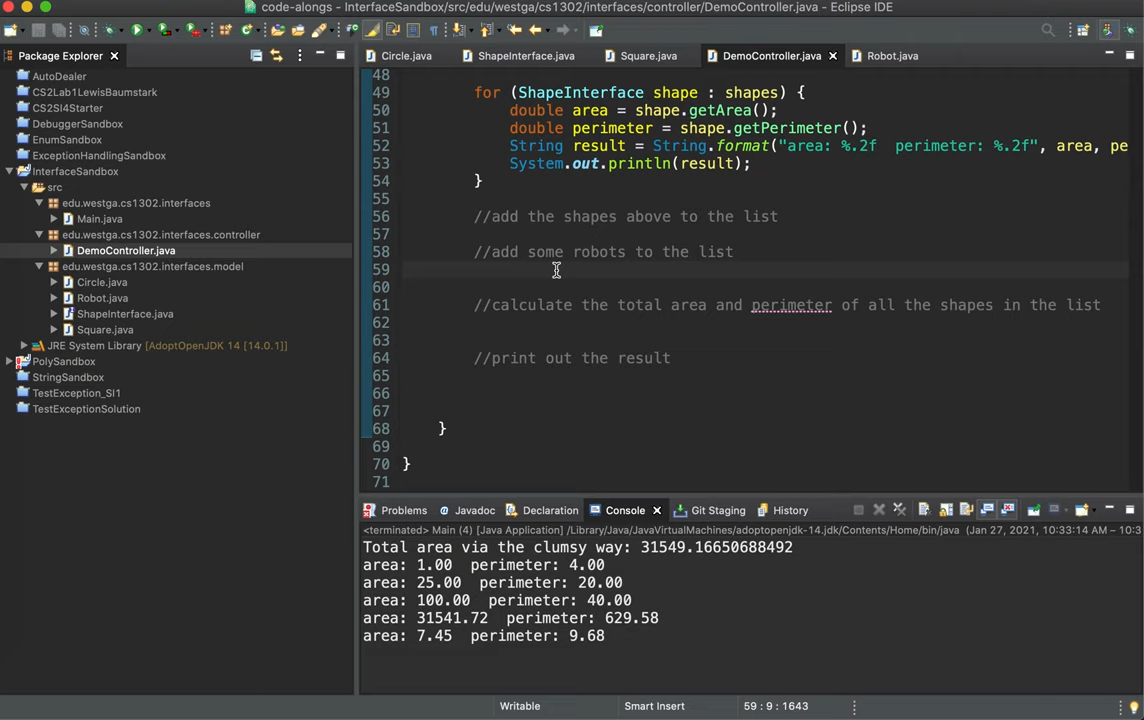 code-alongs - InterfaceSandbox/src/edu/westga/cs1302/interfaces/controller/DemoController.java - Eclipse IDE
Package Explorer
Circle.java
ShapeInterface.java
Square.java
DemoController.java
Robot.java
AutoDealer
CS2Lab1LewisBaumstark
CS2SI4Starter
DebuggerSandbox
EnumSandbox
ExceptionHandlingSandbox
InterfaceSandbox
src
edu.westga.cs1302.interfaces
Main.java
edu.westga.cs1302.interfaces.controller
DemoController.java
edu.westga.cs1302.interfaces.model
Circle.java
Robot.java
ShapeInterface.java
Square.java
JRE System Library [AdoptOpenJDK 14 [14.0.1]]
PolySandbox
StringSandbox
TestException_SI1
TestExceptionSolution
48
49 for (ShapeInterface shape : shapes) {
50 double area = shape.getArea();
51 double perimeter = shape.getPerimeter();
52 String result = String.format("area: %.2f  perimeter: %.2f", area, pe
53 System.out.println(result);
54 }
55
56 //add the shapes above to the list
57
58 //add some robots to the list
59
60
61 //calculate the total area and perimeter of all the shapes in the list
62
63
64 //print out the result
65
66
67
68 }
69
70 }
71
Problems
Javadoc
Declaration
Console
Git Staging
History
<terminated> Main (4) [Java Application] /Library/Java/JavaVirtualMachines/adoptopenjdk-14.jdk/Contents/Home/bin/java (Jan 27, 2021, 10:33:14 AM – 10:3
Total area via the clumsy way: 31549.16650688492
area: 1.00  perimeter: 4.00
area: 25.00  perimeter: 20.00
area: 100.00  perimeter: 40.00
area: 31541.72  perimeter: 629.58
area: 7.45  perimeter: 9.68
Writable
Smart Insert
59 : 9 : 1643